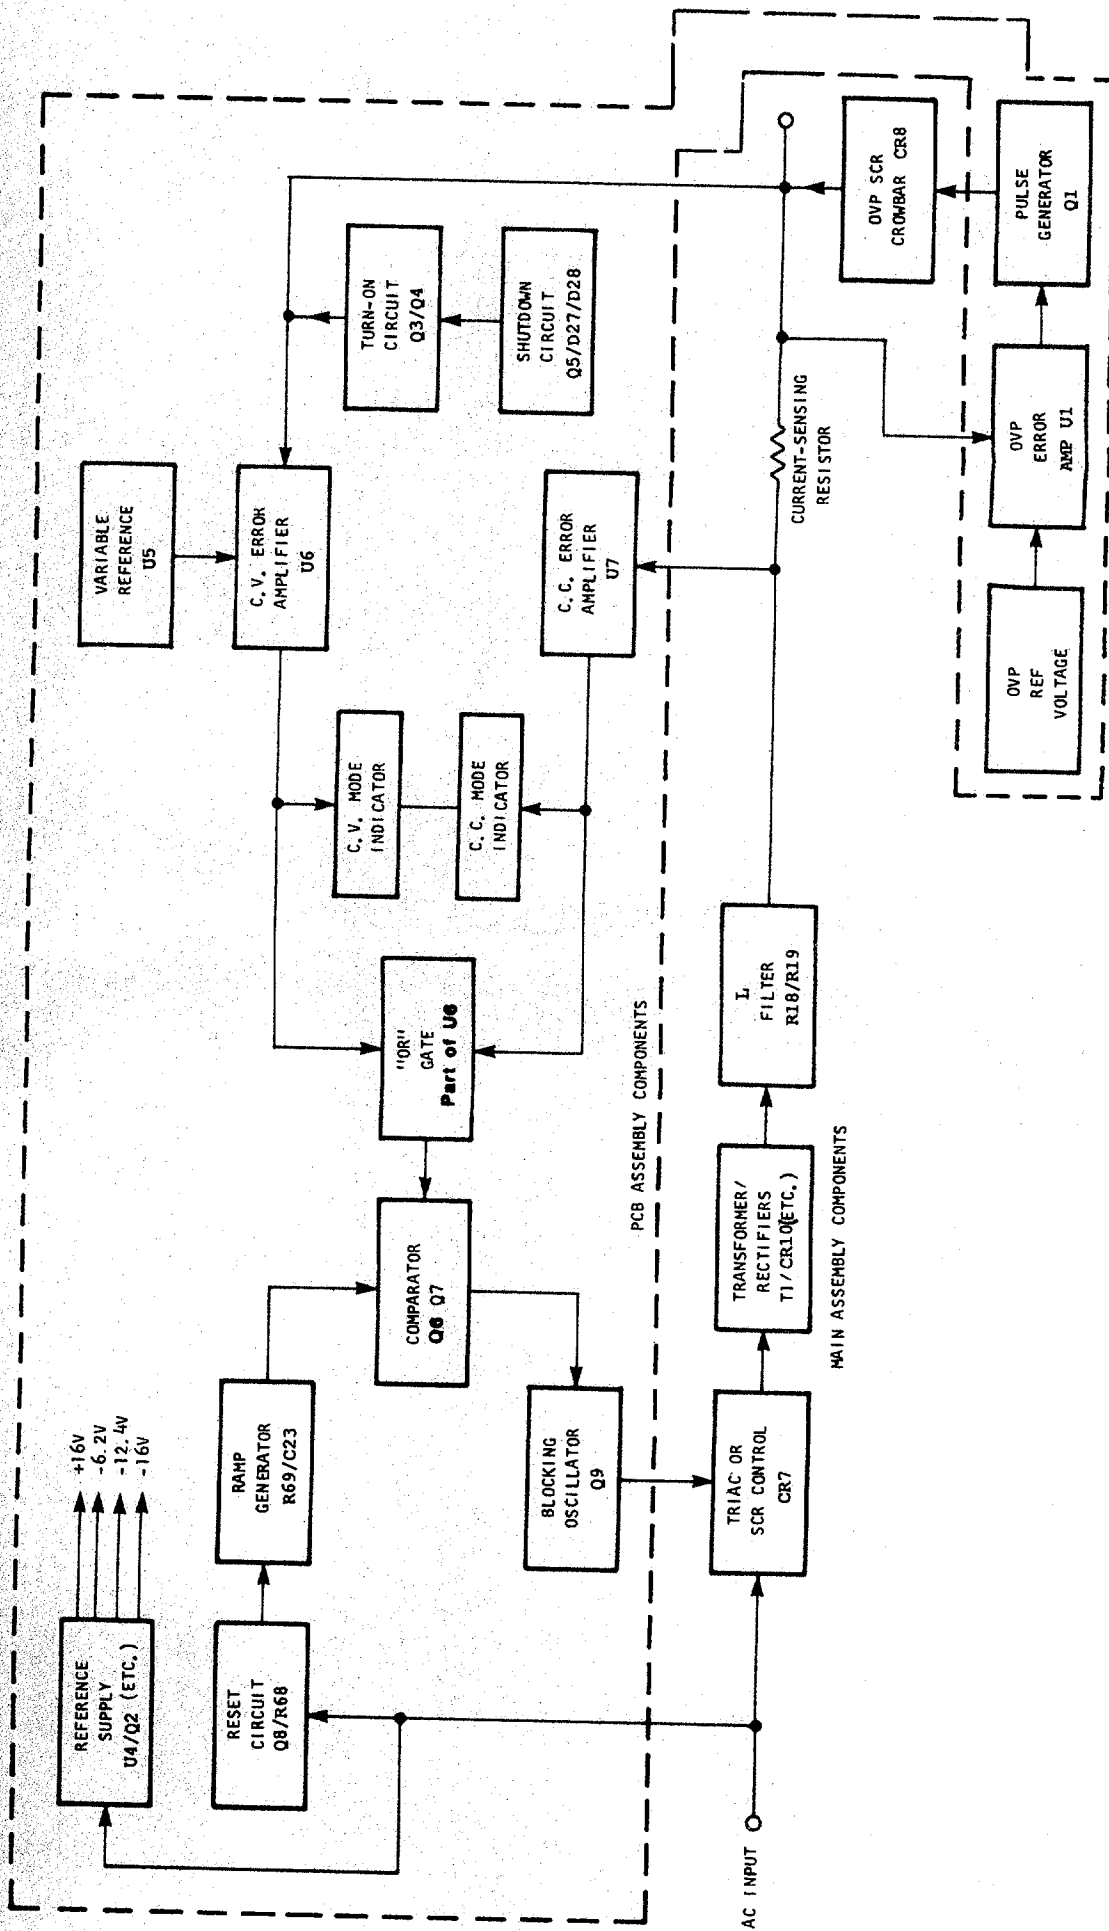 REFERENCE
SUPPLY
U4/Q2 (ETC.)
+16V
-6.2V
-12.4V
-16V
VARIABLE
REFERENCE
U5
RESET
CIRCUIT
Q8/R68
RAMP
GENERATOR
R69/C23
C.V. ERROR
AMPLIFIER
U6
C.V. MODE
INDICATOR
TURN-ON
CIRCUIT
Q3/Q4
COMPARATOR
Q6 Q7
"OR"
GATE
Part of U6
C.C. MODE
INDICATOR
SHUTDOWN
CIRCUIT
Q5/D27/D28
BLOCKING
OSCILLATOR
Q9
C.C. ERROR
AMPLIFIER
U7
PCB ASSEMBLY COMPONENTS
AC INPUT
TRIAC OR
SCR CONTROL
CR7
TRANSFORMER/
RECTIFIERS
T1/CR10(ETC.)
L
FILTER
R18/R19
CURRENT-SENSING
RESISTOR
OVP SCR
CROWBAR CR8
MAIN ASSEMBLY COMPONENTS
OVP
REF
VOLTAGE
OVP
ERROR
AMP U1
PULSE
GENERATOR
Q1